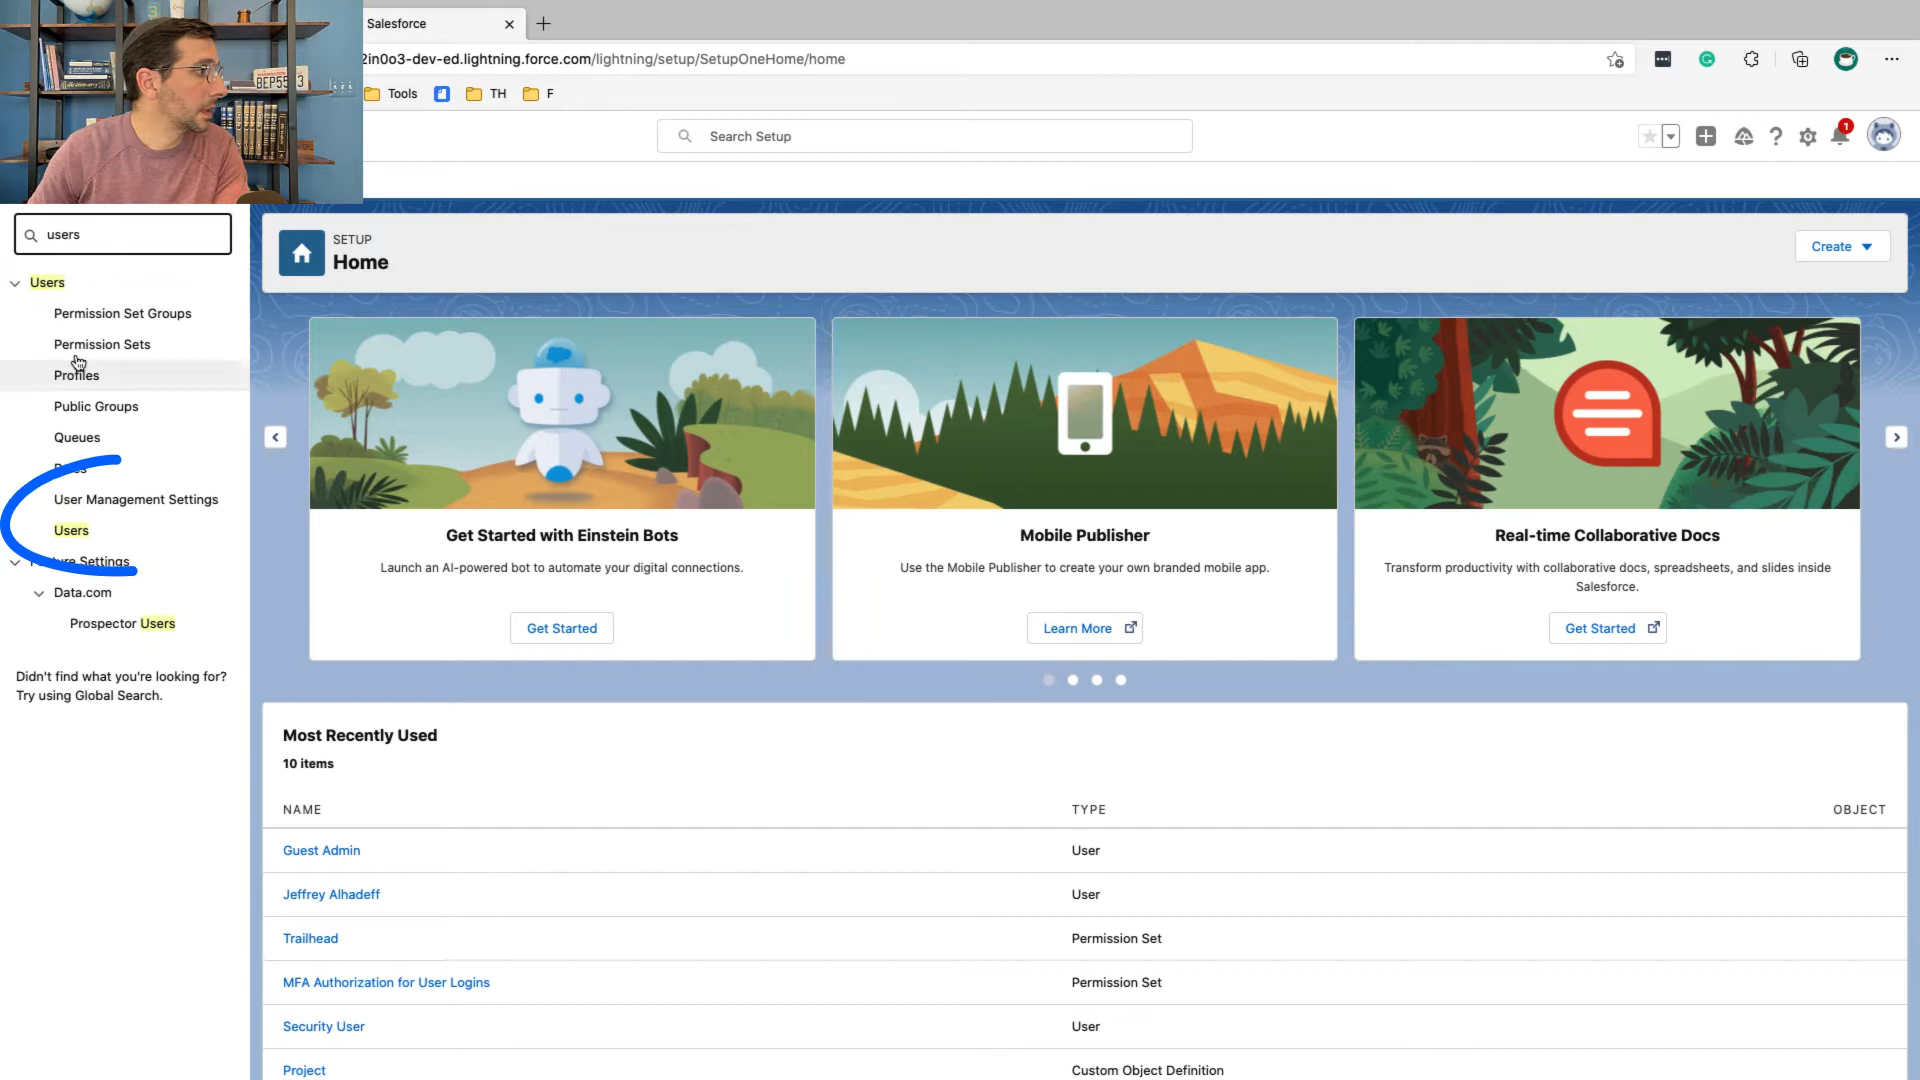 Salesforce
2in0o3-dev-ed.lightning.force.com/lightning/setup/SetupOneHome/home
BEP5513
Tools
TH
F
Search Setup
1
users
SETUP
Home
Create
Users
Permission Set Groups
Permission Sets
Profiles
Public Groups
Queues
User Management Settings
Users
Settings
Data.com
Prospector Users
Didn't find what you're looking for?
Try using Global Search.
Get Started with Einstein Bots
Launch an AI-powered bot to automate your digital connections.
Get Started
Mobile Publisher
Use the Mobile Publisher to create your own branded mobile app.
Learn More
Real-time Collaborative Docs
Transform productivity with collaborative docs, spreadsheets, and slides inside
Salesforce.
Get Started
Most Recently Used
10 items
NAME TYPE OBJECT
Guest Admin User
Jeffrey Alhadeff User
Trailhead Permission Set
MFA Authorization for User Logins Permission Set
Security User User
Project Custom Object Definition